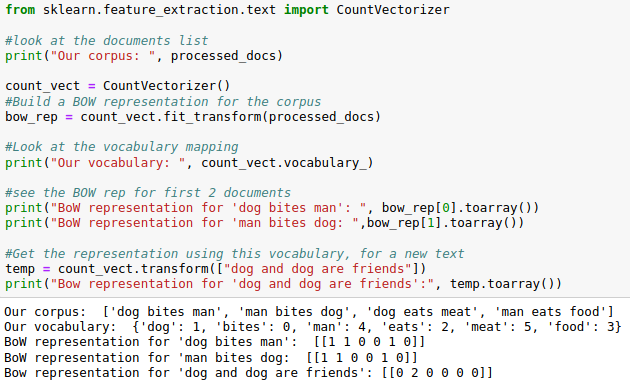 from sklearn.feature_extraction.text import CountVectorizer
#look at the documents list
print("Our corpus: ", processed_docs)
count_vect = CountVectorizer()
#Build a BOW representation for the corpus
bow_rep = count_vect.fit_transform(processed_docs)
#Look at the vocabulary mapping
print("Our vocabulary: ", count_vect.vocabulary_)
#see the BOW rep for first 2 documents
print("BoW representation for 'dog bites man': ", bow_rep[0].toarray())
print("BoW representation for 'man bites dog: ",bow_rep[1].toarray())
#Get the representation using this vocabulary, for a new text
temp = count_vect.transform(["dog and dog are friends"])
print("Bow representation for 'dog and dog are friends':", temp.toarray())
Our corpus:  ['dog bites man', 'man bites dog', 'dog eats meat', 'man eats food']
Our vocabulary:  {'dog': 1, 'bites': 0, 'man': 4, 'eats': 2, 'meat': 5, 'food': 3}
BoW representation for 'dog bites man':  [[1 1 0 0 1 0]]
BoW representation for 'man bites dog:  [[1 1 0 0 1 0]]
Bow representation for 'dog and dog are friends': [[0 2 0 0 0 0]]